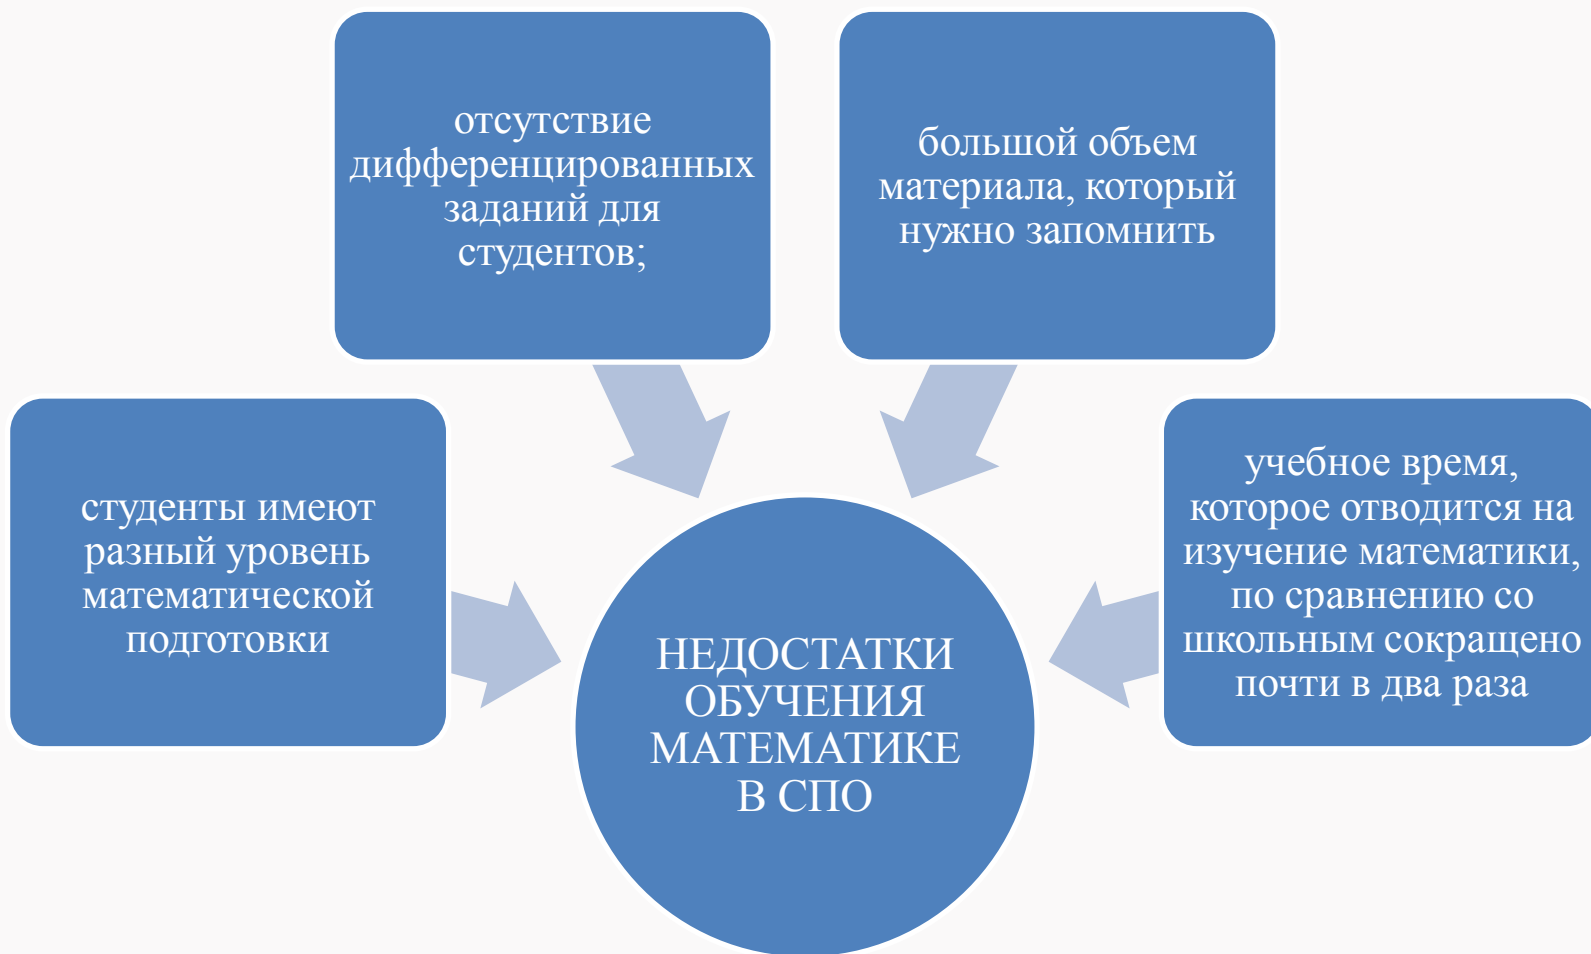 отсутствие
дифференцированных
заданий для
студентов;
большой объем
материала, который
нужно запомнить
студенты имеют
разный уровень
математической
подготовки
учебное время,
которое отводится на
изучение математики,
по сравнению со
школьным сокращено
почти в два раза
НЕДОСТАТКИ
ОБУЧЕНИЯ
МАТЕМАТИКЕ
В СПО